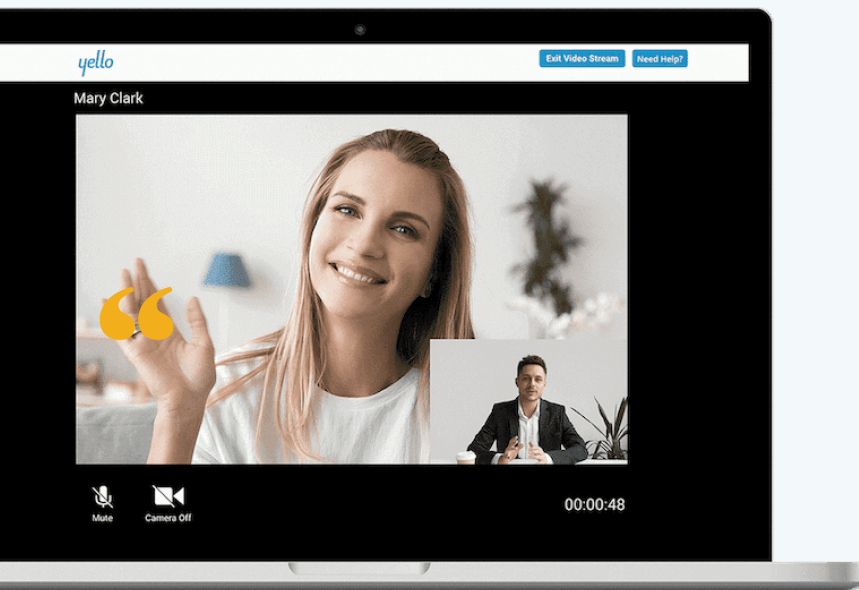 yello
Exit Video Stream
Need Help?
Mary Clark
“
Mute
Camera Off
00:00:48